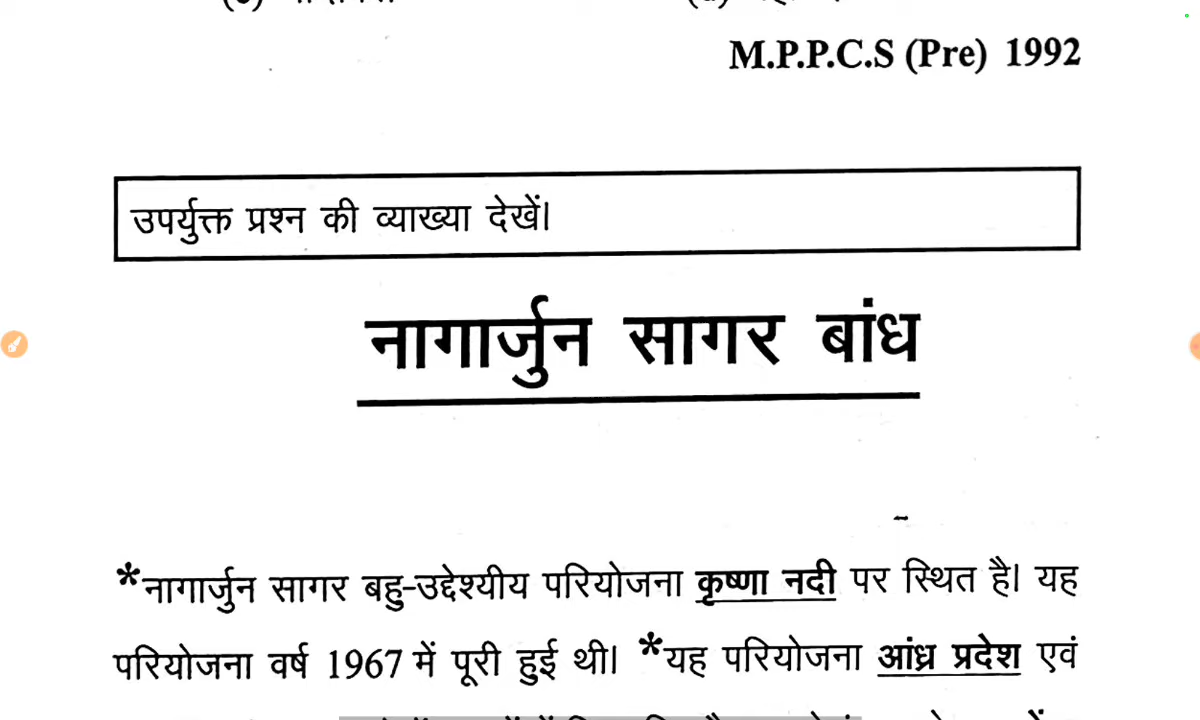 M.P.P.C.S (Pre) 1992
उपर्युक्त प्रश्न की व्याख्या देखें।
नागार्जुन सागर बांध
*नागार्जुन सागर बहु-उद्देश्यीय परियोजना कृष्णा नदी पर स्थित है। यह
परियोजना वर्ष 1967 में पूरी हुई थी। *यह परियोजना आंध्र प्रदेश एवं